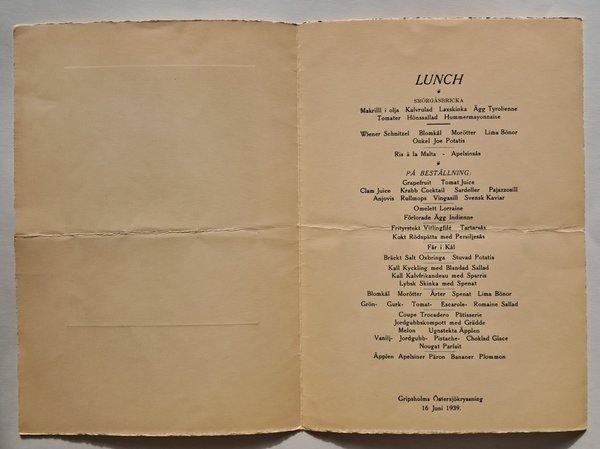 LUNCH
SMÖRGÅSBRICKA
Makrilll i olja Kalvrulad Laxskinka Ägg Tyrolienne
Tomater Hönssallad Hummermayonnaise
Wiener Schnitzel Blomkål Morötter Lima Bönor
Onkel Joe Potatis
Ris à la Malta - Apelsinsås
PÅ BESTÄLLNING:
Grapefruit Tomat Juice
Clam Juice Krabb Cocktail Sardeller Pajazzosill
Anjovis Rullmops Vingasill Svensk Kaviar
Omelett Lorraine
Förlorade Ägg Indienne
Frityrstekt Vitlingfilé Tartarsås
Kokt Rödspätta med Persiljesås
Får i Kål
Bräckt Salt Oxbringa Stuvad Potatis
Kall Kyckling med Blandad Sallad
Kall Kalvfrikandeau med Sparris
Lybsk Skinka med Spenat
Blomkål Morötter Ärter Spenat Lima Bönor
Grön- Gurk- Tomat- Escarole- Romaine Sallad
Coupe Trocadero Pâtisserie
Jordgubbskompott med Grädde
Melon Ugnstekta Äpplen
Vanilj- Jordgubb- Pistache- Choklad Glace
Nougat Parfait
Äpplen Apelsiner Päron Bananer Plommon
Gripsholms Östersjökryssning
16 Juni 1939.